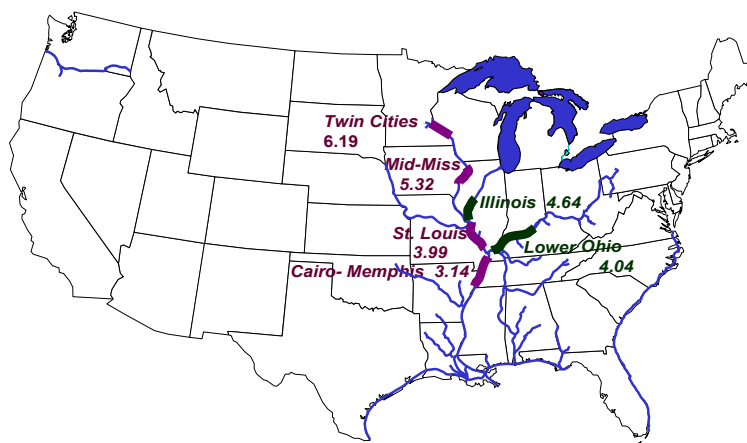 Twin Cities
6.19
Mid-Miss
5.32
Illinois 4.64
St. Louis
3.99
Lower Ohio
4.04
Cairo- Memphis 3.14